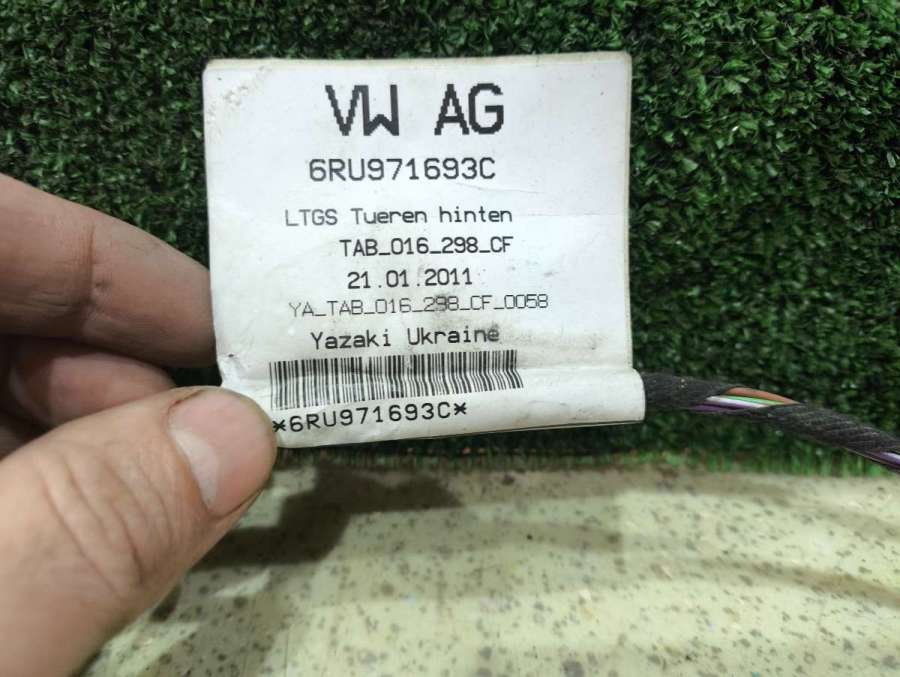 VW AG
6RU971693C
LTGS Tueren hinten
TAB_016_298_CF
21.01.2011
YA_TAB_016_298_CF_0058
Yazaki Ukraine
*6RU971693C*